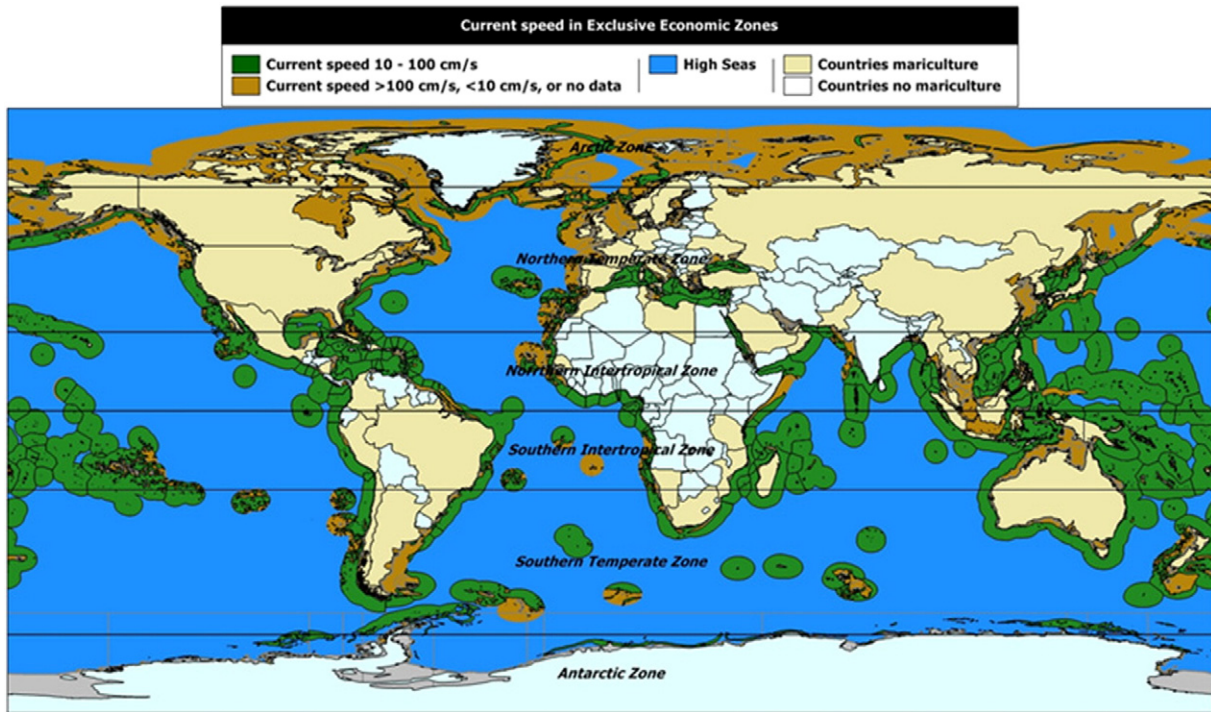 Current speed in Exclusive Economic Zones
Current speed 10 - 100 cm/s
High Seas
Countries mariculture
Current speed >100 cm/s, <10 cm/s, or no data
Countries no mariculture
Arctic Zone
Northern Temperate Zone
Norrthern Intertropical Zone
Southern Intertropical Zone
Southern Temperate Zone
Antarctic Zone